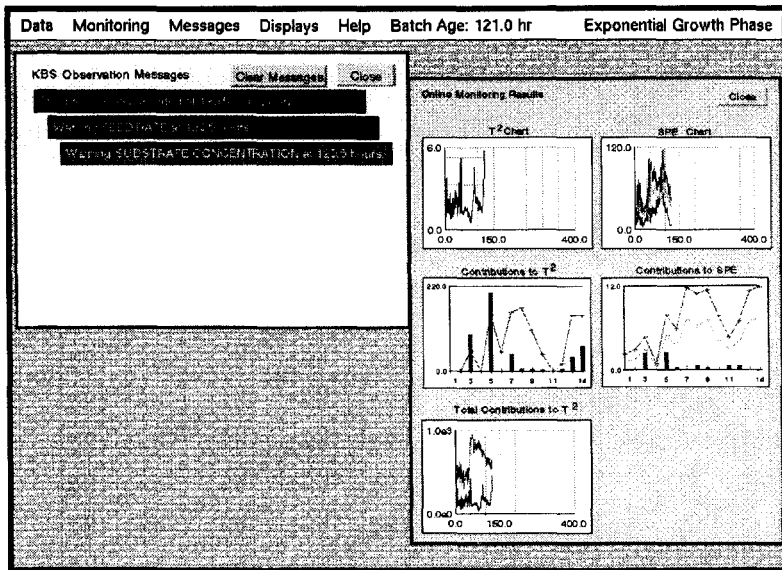 Data Monitoring Messages Displays Help Batch Age: 121.0 hr Exponential Growth Phase
KBS Observation Messages Clear Messages Close
Warning
Warning SUBSTRATE CONCENTRATION at 120.5 hours
Online Monitoring Results Close
T² Chart
6.0
0.0
0.0 150.0 400.0
SPE Chart
120.0
0.0
0.0 150.0 400.0
Contributions to T²
220.0
0.0
1 3 5 7 9 11 14
Contributions to SPE
12.0
0.0
1 3 5 7 9 11 14
Total Contributions to T²
1.0e3
0.0e0
0.0 150.0 400.0